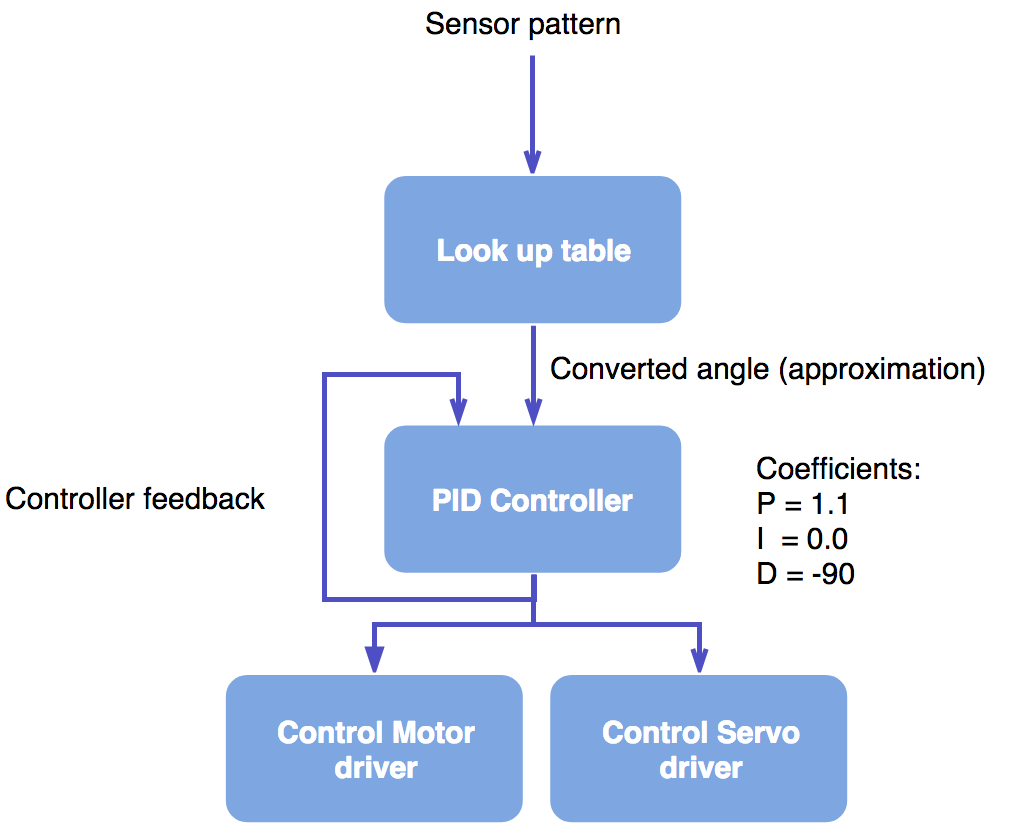 Sensor pattern
Look up table
Converted angle (approximation)
Controller feedback
PID Controller
Coefficients:
P = 1.1
I  = 0.0
D = -90
Control Motor
driver
Control Servo
driver